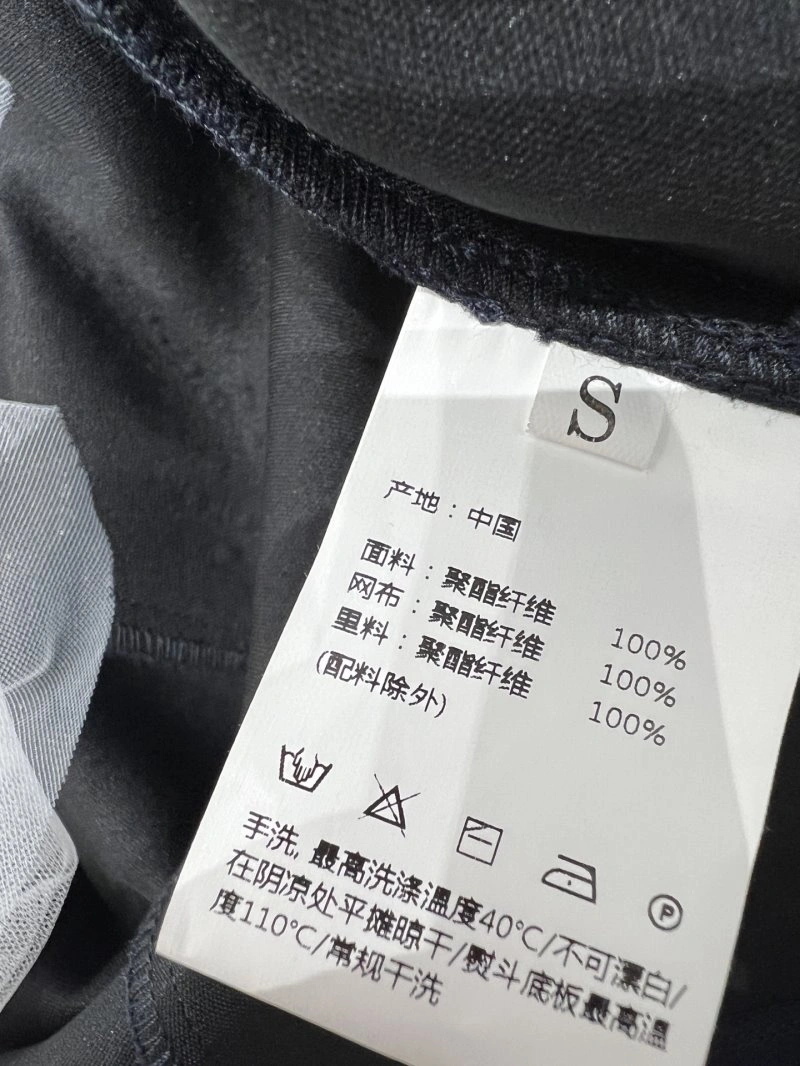 S
产地：中国
面料：聚酯纤维 100%
网布：聚酯纤维 100%
里料：聚酯纤维 100%
(配料除外)
P
手洗,最高洗涤温度40℃/不可漂白/
在阴凉处平摊晾干/熨斗底板最高温
度110℃/常规干洗